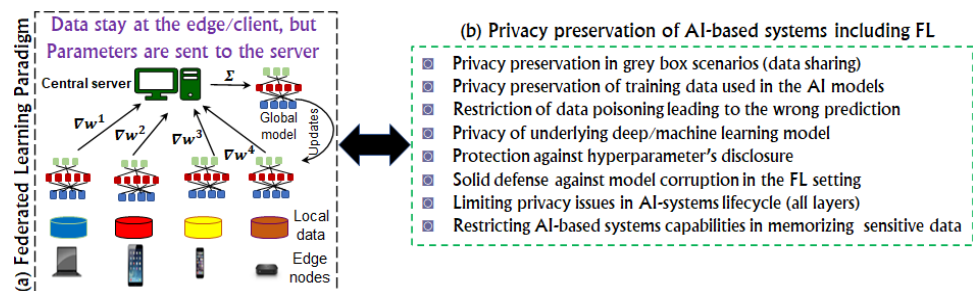 (a) Federated Learning Paradigm
Data stay at the edge/client, but
Parameters are sent to the server
Central server
Σ
Global
model
Updates
∇w¹
∇w²
∇w³
∇w⁴
Local
data
Edge
nodes
(b) Privacy preservation of AI-based systems including FL
Privacy preservation in grey box scenarios (data sharing)
Privacy preservation of training data used in the AI models
Restriction of data poisoning leading to the wrong prediction
Privacy of underlying deep/machine learning model
Protection against hyperparameter's disclosure
Solid defense against model corruption in the FL setting
Limiting privacy issues in AI-systems lifecycle (all layers)
Restricting AI-based systems capabilities in memorizing sensitive data